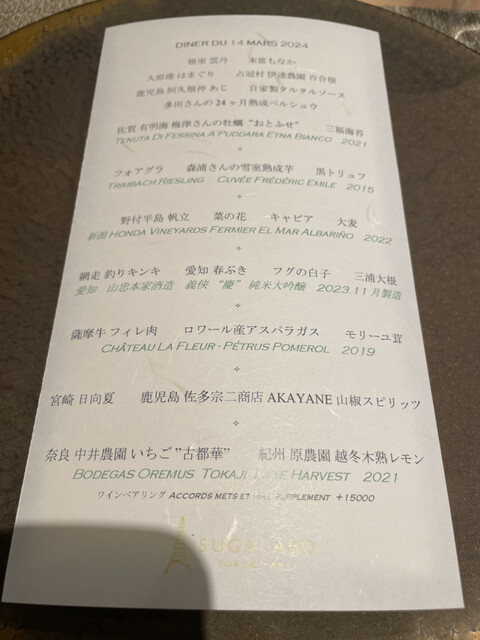 DINER DU 14 MARS 2024
根室 雲丹 末富もなか
大原港 はまぐり 占冠村 伊達農園 百合根
鹿児島 阿久根沖 あじ 自家製タルタルソース
多田さんの24ヶ月熟成ペルシュウ
佐賀 有明海 梅津さんの牡蠣“おとふせ” 三福海苔
TENUTA DI FESSINA A'PUDDARA ETNA BIANCO 2021
フォアグラ 森浦さんの雪室熟成芋 黒トリュフ
TRIMBACH RIESLING CUVÉE FRÉDÉRIC EMILE 2015
野付半島 帆立 菜の花 キャビア 大麦
新潟 HONDA VINEYARDS FERMIER EL MAR ALBARIÑO 2022
網走 釣りキンキ 愛知 春ぶき フグの白子 三浦大根
愛知 山忠本家酒造 義侠 “慶” 純米大吟醸 2023.11月製造
薩摩牛フィレ肉 ロワール産アスパラガス モリーユ茸
CHÂTEAU LA FLEUR-PÉTRUS POMEROL 2019
宮崎 日向夏 鹿児島 佐多宗二商店 AKAYANE 山椒スピリッツ
奈良 中井農園 いちご”古都華” 紀州 原農園 越冬木熟レモン
BODEGAS OREMUS TOKAJI LATE HARVEST 2021
ワインペアリング ACCORDS METS ET VINS SUPPLEMENT +15000
SUGALABO